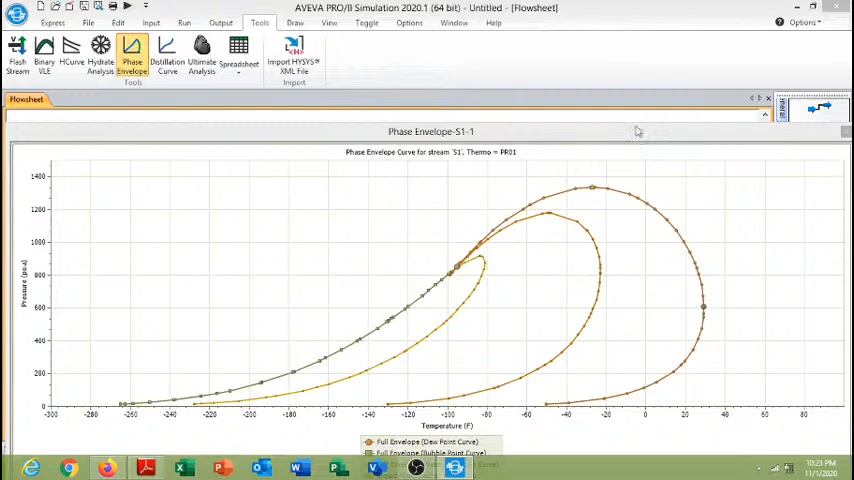 AVEVA PRO/II Simulation 2020.1 (64 bit) - Untitled - [Flowsheet]
Express File Edit Input Run Output Tools Draw View Toggle Options Window Help Options
Flash Stream Binary VLE HCurve Hydrate Analysis Phase Envelope Distillation Curve Ultimate Analysis Spreadsheet Import HYSYS® XML File
Tools Import
Flowsheet
Phase Envelope-S1-1
Phase Envelope Curve for stream 'S1', Thermo = PR01
1400
1200
1000
800
600
400
200
0
Pressure (psia)
-300 -280 -260 -240 -220 -200 -180 -160 -140 -120 -100 -80 -60 -40 -20 0 20 40 60 80
Temperature (F)
Full Envelope (Dew Point Curve)
Full Envelope (Bubble Point Curve)
10:23 PM
11/1/2020